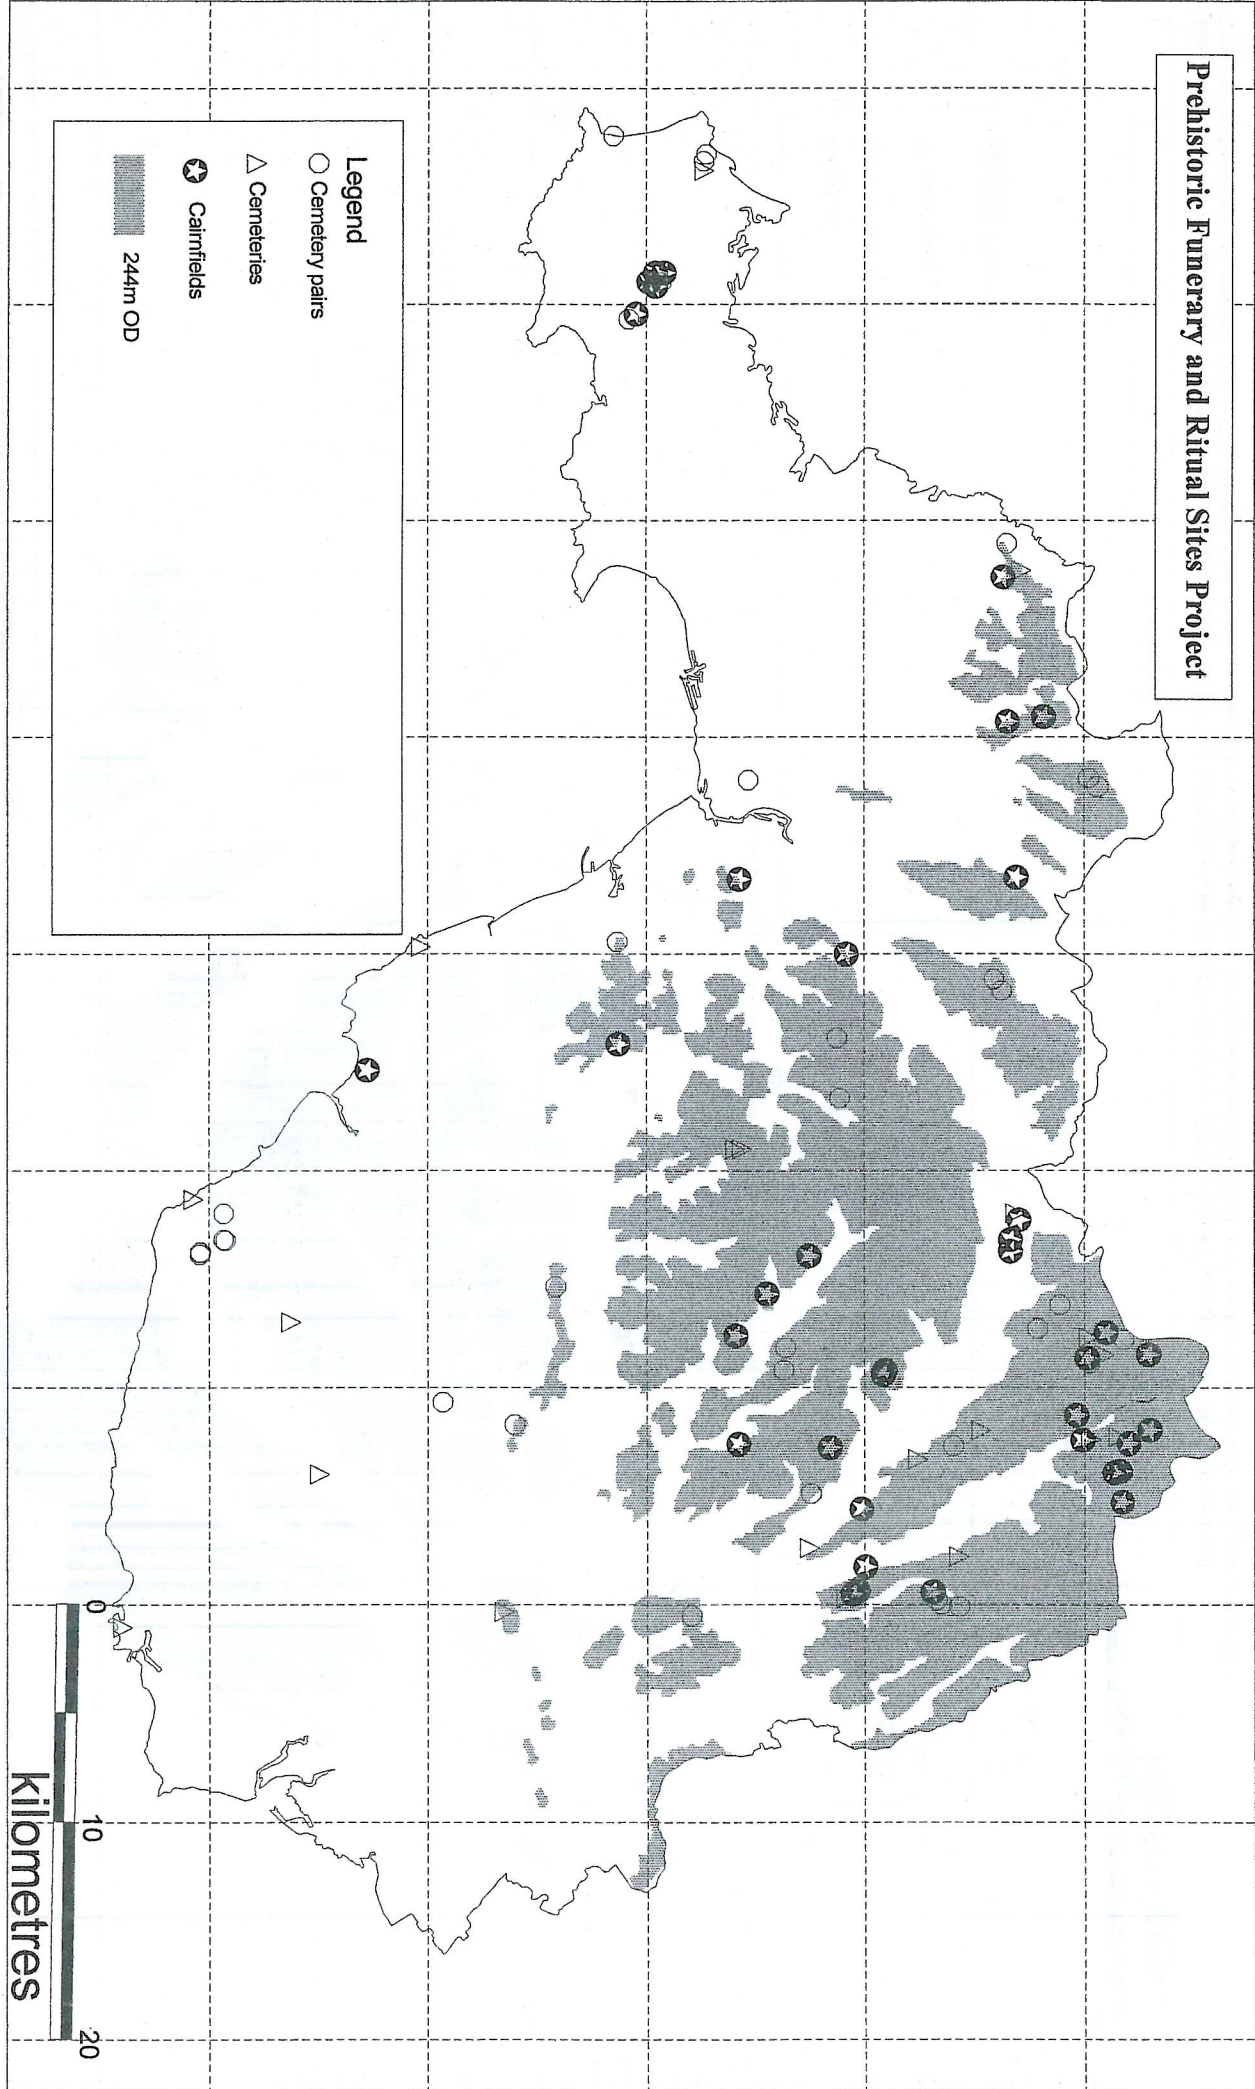 Prehistoric Funerary and Ritual Sites Project
Legend
Cemetery pairs
Cemeteries
Cairnfields
244m OD
0
10
20
kilometres